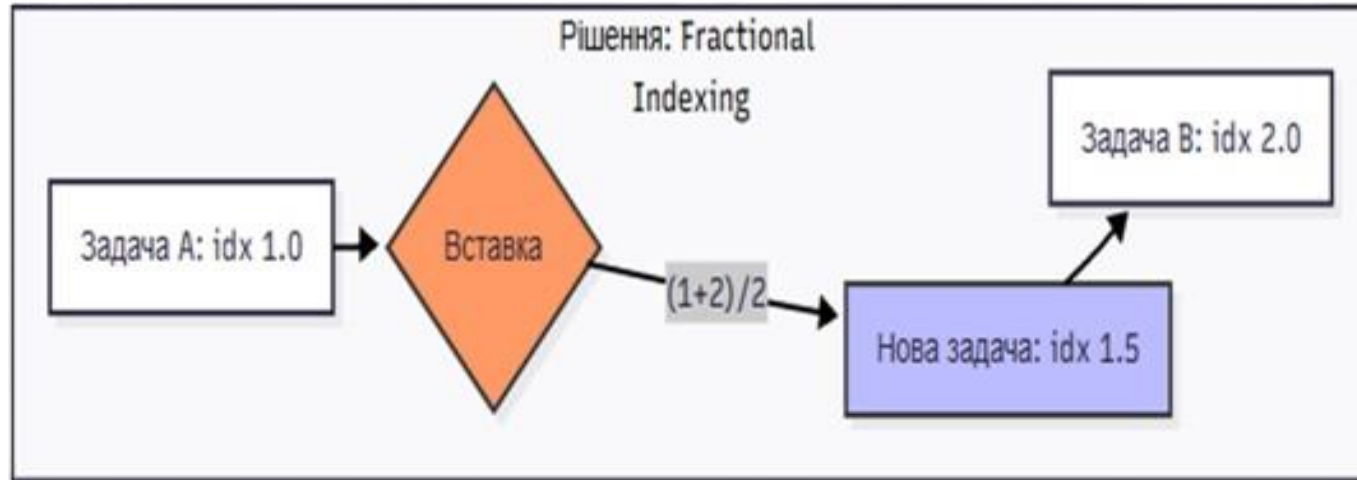 Рішення: Fractional
Indexing
Задача A: idx 1.0
Вставка
(1+2)/2
Нова задача: idx 1.5
Задача B: idx 2.0